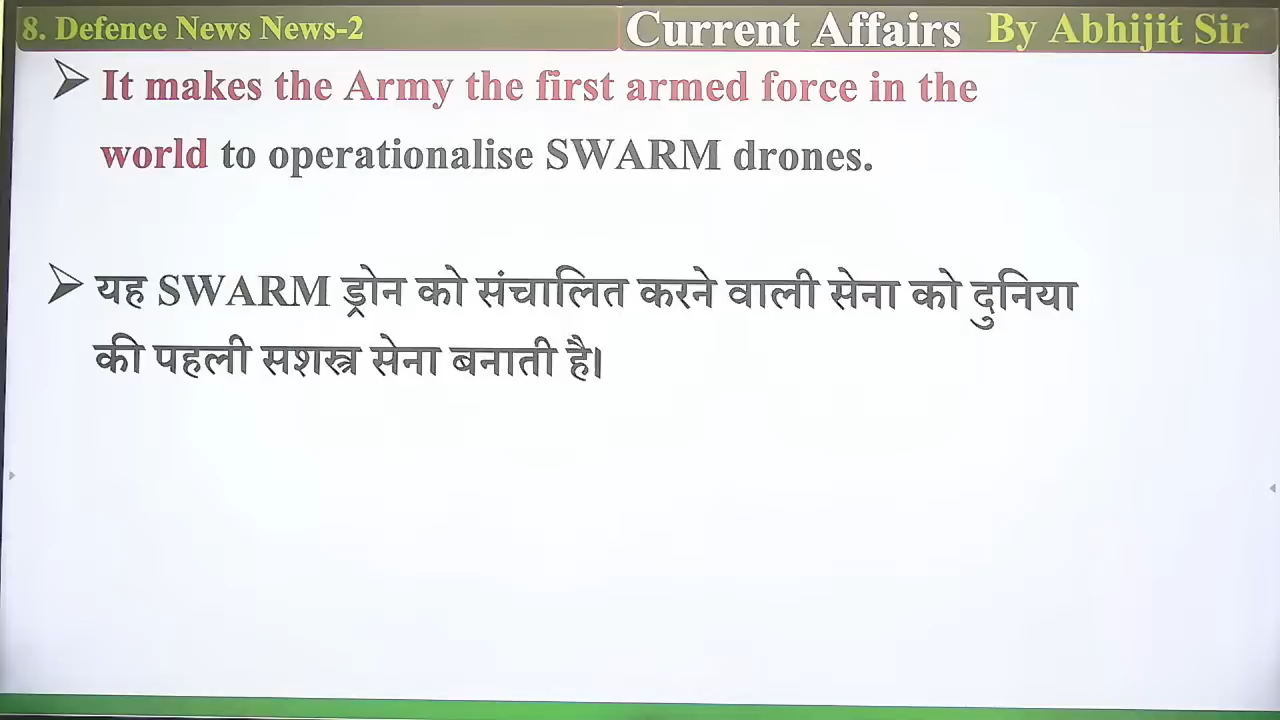 8. Defence News News-2
Current Affairs By Abhijit Sir
It makes the Army the first armed force in the
world to operationalise SWARM drones.
यह SWARM ड्रोन को संचालित करने वाली सेना को दुनिया
की पहली सशस्त्र सेना बनाती है।